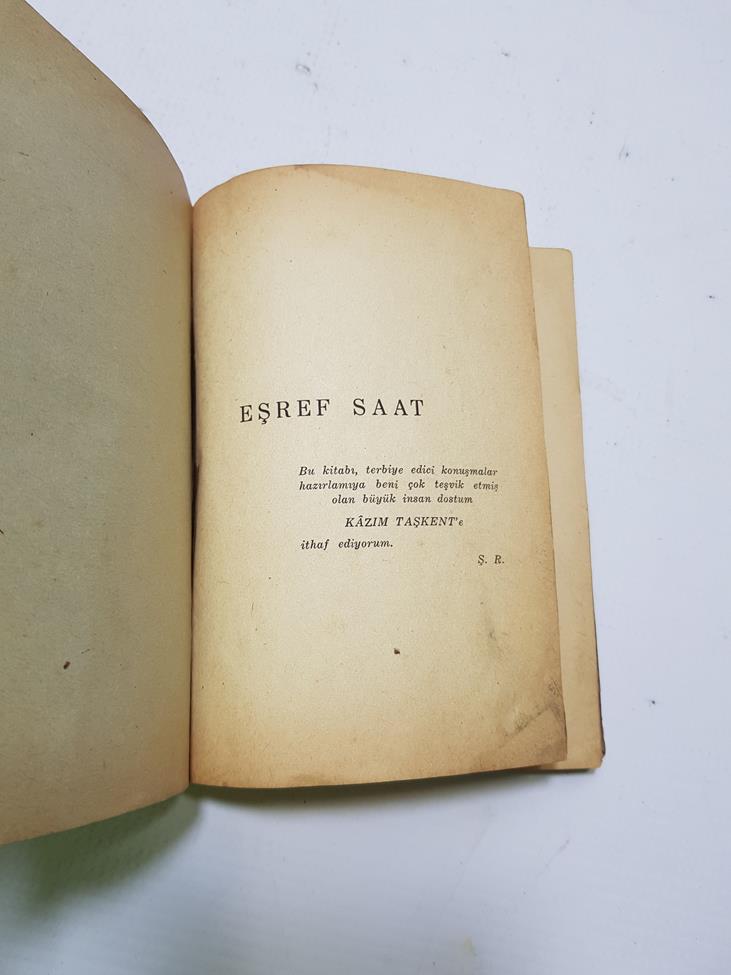 EŞREF SAAT
Bu kitabı, terbiye edici konuşmalar
hazırlamıya beni çok teşvik etmiş
olan büyük insan dostum
KÂZIM TAŞKENT'e
ithaf ediyorum.
Ş. R.